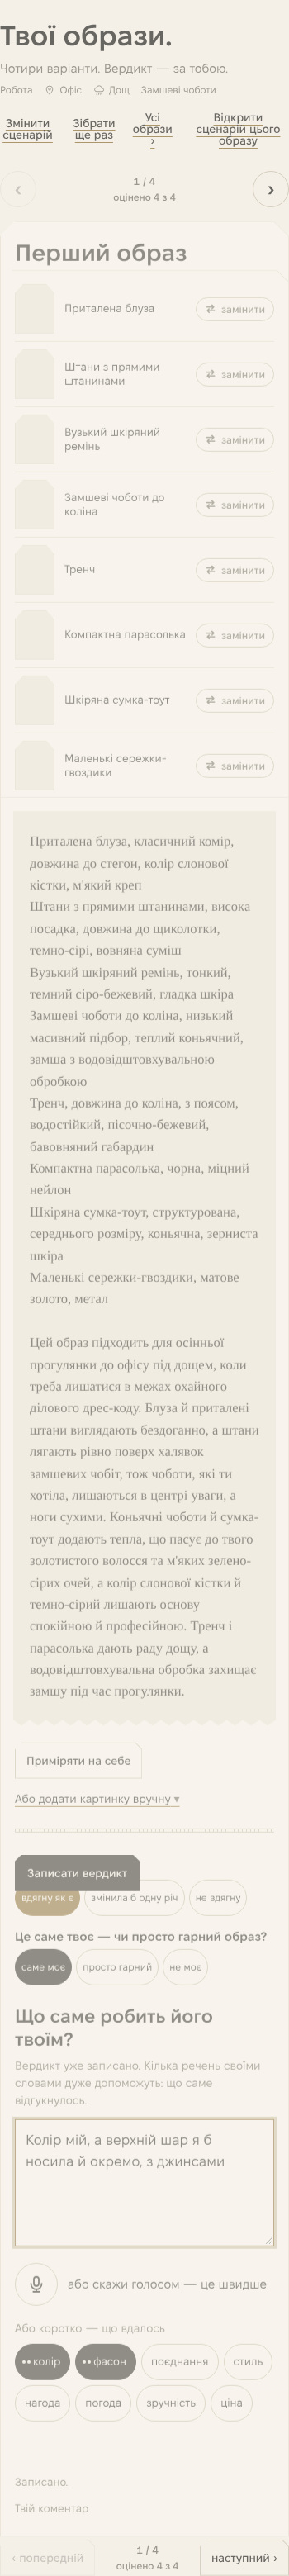 Твої образи.
Чотири варіанти. Вердикт — за тобою.
Робота Офіс Дощ Замшеві чоботи
Змінити сценарій
Зібрати ще раз
Усі образи ›
Відкрити сценарій цього образу
‹
1 / 4
оцінено 4 з 4
›
Перший образ
Приталена блуза
замінити
Штани з прямими штанинами
замінити
Вузький шкіряний ремінь
замінити
Замшеві чоботи до коліна
замінити
Тренч
замінити
Компактна парасолька
замінити
Шкіряна сумка-тоут
замінити
Маленькі сережки-гвоздики
замінити
Приталена блуза, класичний комір,
довжина до стегон, колір слонової
кістки, м'який креп
Штани з прямими штанинами, висока
посадка, довжина до щиколотки,
темно-сірі, вовняна суміш
Вузький шкіряний ремінь, тонкий,
темний сіро-бежевий, гладка шкіра
Замшеві чоботи до коліна, низький
масивний підбор, теплий коньячний,
замша з водовідштовхувальною
обробкою
Тренч, довжина до коліна, з поясом,
водостійкий, пісочно-бежевий,
бавовняний габардин
Компактна парасолька, чорна, міцний
нейлон
Шкіряна сумка-тоут, структурована,
середнього розміру, коньячна, зерниста
шкіра
Маленькі сережки-гвоздики, матове
золото, метал
Цей образ підходить для осінньої
прогулянки до офісу під дощем, коли
треба лишатися в межах охайного
ділового дрес-коду. Блуза й приталені
штани виглядають бездоганно, а штани
лягають рівно поверх халявок
замшевих чобіт, тож чоботи, які ти
хотіла, лишаються в центрі уваги, а
ноги сухими. Коньячні чоботи й сумка-
тоут додають тепла, що пасує до твого
золотистого волосся та м'яких зелено-
сірих очей, а колір слонової кістки й
темно-сірий лишають основу
спокійною й професійною. Тренч і
парасолька дають раду дощу, а
водовідштовхувальна обробка захищає
замшу під час прогулянки.
Приміряти на себе
Або додати картинку вручну ▾
Записати вердикт
вдягну як є
змінила б одну річ
не вдягну
Це саме твоє — чи просто гарний образ?
саме моє
просто гарний
не моє
Що саме робить його
твоїм?
Вердикт уже записано. Кілька речень своїми
словами дуже допоможуть: що саме
відгукнулось.
Колір мій, а верхній шар я б
носила й окремо, з джинсами
або скажи голосом — це швидше
Або коротко — що вдалось
•• колір
•• фасон
поєднання
стиль
нагода
погода
зручність
ціна
Записано.
Твій коментар
‹ попередній
1 / 4
оцінено 4 з 4
наступний ›